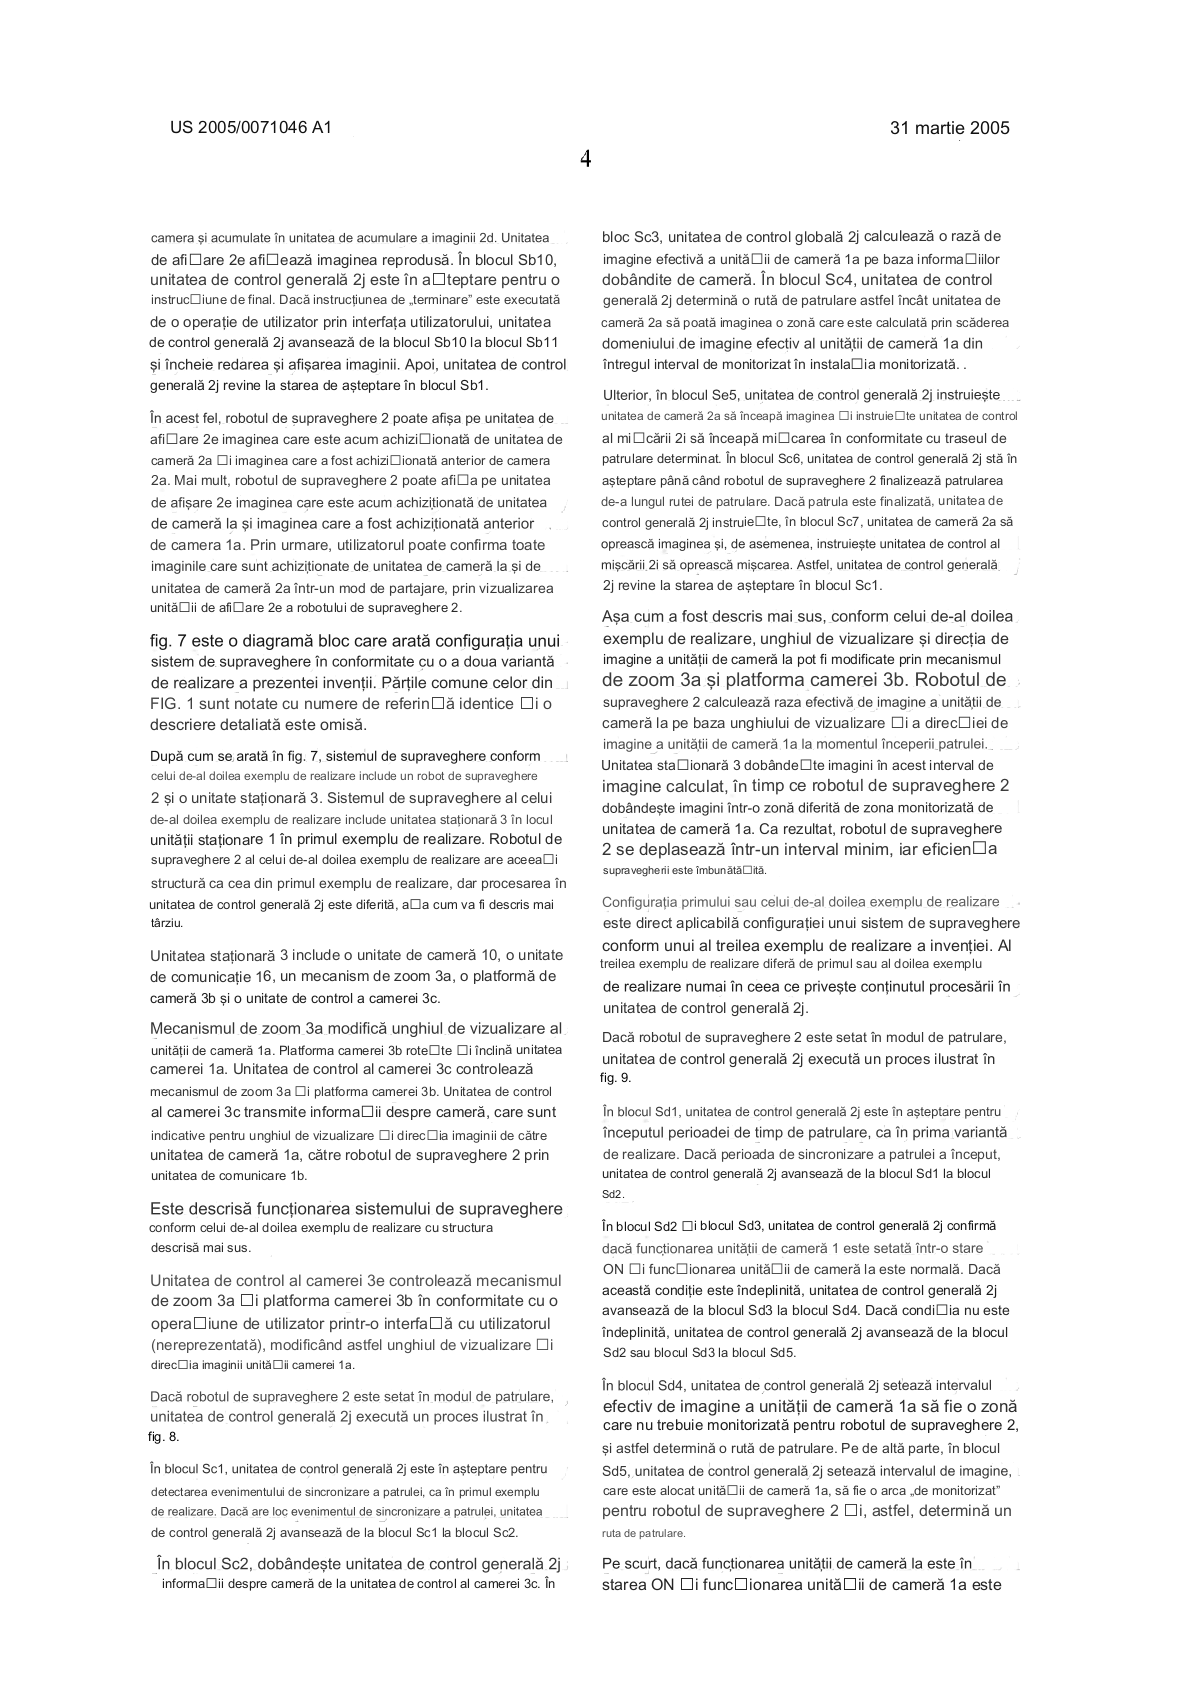 US 2005/0071046 A1
31 martie 2005
4
camera și acumulate în unitatea de acumulare a imaginii 2d. Unitatea
de afi□are 2e afi□ează imaginea reprodusă. În blocul Sb10,
unitatea de control generală 2j este în a□teptare pentru o
instruc□iune de final. Dacă instrucțiunea de „terminare” este executată
de o operație de utilizator prin interfața utilizatorului, unitatea
de control generală 2j avansează de la blocul Sb10 la blocul Sb11
și încheie redarea și afișarea imaginii. Apoi, unitatea de control
generală 2j revine la starea de așteptare în blocul Sb1.
În acest fel, robotul de supraveghere 2 poate afișa pe unitatea de
afi□are 2e imaginea care este acum achizi□ionată de unitatea de
cameră 2a □i imaginea care a fost achizi□ionată anterior de camera
2a. Mai mult, robotul de supraveghere 2 poate afi□a pe unitatea
de afișare 2e imaginea care este acum achiziționată de unitatea
de cameră la și imaginea care a fost achiziționată anterior
de camera 1a. Prin urmare, utilizatorul poate confirma toate
imaginile care sunt achiziționate de unitatea de cameră la și de
unitatea de cameră 2a într-un mod de partajare, prin vizualizarea
unită□ii de afi□are 2e a robotului de supraveghere 2.
fig. 7 este o diagramă bloc care arată configurația unui
sistem de supraveghere în conformitate cu o a doua variantă
de realizare a prezentei invenții. Părțile comune celor din
FIG. 1 sunt notate cu numere de referin□ă identice □i o
descriere detaliată este omisă.
După cum se arată în fig. 7, sistemul de supraveghere conform
celui de-al doilea exemplu de realizare include un robot de supraveghere
2 și o unitate staționară 3. Sistemul de supraveghere al celui
de-al doilea exemplu de realizare include unitatea staționară 3 în locul
unității staționare 1 în primul exemplu de realizare. Robotul de
supraveghere 2 al celui de-al doilea exemplu de realizare are aceea□i
structură ca cea din primul exemplu de realizare, dar procesarea în
unitatea de control generală 2j este diferită, a□a cum va fi descris mai
târziu.
Unitatea staționară 3 include o unitate de cameră 10, o unitate
de comunicație 16, un mecanism de zoom 3a, o platformă de
cameră 3b și o unitate de control a camerei 3c.
Mecanismul de zoom 3a modifică unghiul de vizualizare al
unității de cameră 1a. Platforma camerei 3b rote□te □i înclină unitatea
camerei 1a. Unitatea de control al camerei 3c controlează
mecanismul de zoom 3a □i platforma camerei 3b. Unitatea de control
al camerei 3c transmite informa□ii despre cameră, care sunt
indicative pentru unghiul de vizualizare □i direc□ia imaginii de către
unitatea de cameră 1a, către robotul de supraveghere 2 prin
unitatea de comunicare 1b.
Este descrisă funcționarea sistemului de supraveghere
conform celui de-al doilea exemplu de realizare cu structura
descrisă mai sus.
Unitatea de control al camerei 3e controlează mecanismul
de zoom 3a □i platforma camerei 3b în conformitate cu o
opera□iune de utilizator printr-o interfa□ă cu utilizatorul
(nereprezentată), modificând astfel unghiul de vizualizare □i
direc□ia imaginii unită□ii camerei 1a.
Dacă robotul de supraveghere 2 este setat în modul de patrulare,
unitatea de control generală 2j execută un proces ilustrat în
fig. 8.
În blocul Sc1, unitatea de control generală 2j este în așteptare pentru
detectarea evenimentului de sincronizare a patrulei, ca în primul exemplu
de realizare. Dacă are loc evenimentul de sincronizare a patrulei, unitatea
de control generală 2j avansează de la blocul Sc1 la blocul Sc2.
În blocul Sc2, dobândește unitatea de control generală 2j
informa□ii despre cameră de la unitatea de control al camerei 3c. În
bloc Sc3, unitatea de control globală 2j calculează o rază de
imagine efectivă a unită□ii de cameră 1a pe baza informa□iilor
dobândite de cameră. În blocul Sc4, unitatea de control
generală 2j determină o rută de patrulare astfel încât unitatea de
cameră 2a să poată imaginea o zonă care este calculată prin scăderea
domeniului de imagine efectiv al unității de cameră 1a din
întregul interval de monitorizat în instala□ia monitorizată. .
Ulterior, în blocul Se5, unitatea de control generală 2j instruiește
unitatea de cameră 2a să înceapă imaginea □i instruie□te unitatea de control
al mi□cării 2i să înceapă mi□carea în conformitate cu traseul de
patrulare determinat. În blocul Sc6, unitatea de control generală 2j stă în
așteptare până când robotul de supraveghere 2 finalizează patrularea
de-a lungul rutei de patrulare. Dacă patrula este finalizată, unitatea de
control generală 2j instruie□te, în blocul Sc7, unitatea de cameră 2a să
oprească imaginea și, de asemenea, instruiește unitatea de control al
mișcării 2i să oprească mișcarea. Astfel, unitatea de control generală
2j revine la starea de așteptare în blocul Sc1.
Așa cum a fost descris mai sus, conform celui de-al doilea
exemplu de realizare, unghiul de vizualizare și direcția de
imagine a unității de cameră la pot fi modificate prin mecanismul
de zoom 3a și platforma camerei 3b. Robotul de
supraveghere 2 calculează raza efectivă de imagine a unității de
cameră la pe baza unghiului de vizualizare □i a direc□iei de
imagine a unității de cameră 1a la momentul începerii patrulei.
Unitatea sta□ionară 3 dobânde□te imagini în acest interval de
imagine calculat, în timp ce robotul de supraveghere 2
dobândește imagini într-o zonă diferită de zona monitorizată de
unitatea de cameră 1a. Ca rezultat, robotul de supraveghere
2 se deplasează într-un interval minim, iar eficien□a
supravegherii este îmbunătă□ită.
Configurația primului sau celui de-al doilea exemplu de realizare
este direct aplicabilă configurației unui sistem de supraveghere
conform unui al treilea exemplu de realizare a invenției. Al
treilea exemplu de realizare diferă de primul sau al doilea exemplu
de realizare numai în ceea ce privește conținutul procesării în
unitatea de control generală 2j.
Dacă robotul de supraveghere 2 este setat în modul de patrulare,
unitatea de control generală 2j execută un proces ilustrat în
fig. 9.
În blocul Sd1, unitatea de control generală 2j este în așteptare pentru
începutul perioadei de timp de patrulare, ca în prima variantă
de realizare. Dacă perioada de sincronizare a patrulei a început,
unitatea de control generală 2j avansează de la blocul Sd1 la blocul
Sd2.
În blocul Sd2 □i blocul Sd3, unitatea de control generală 2j confirmă
dacă funcționarea unității de cameră 1 este setată într-o stare
ON □i func□ionarea unită□ii de cameră la este normală. Dacă
această condiție este îndeplinită, unitatea de control generală 2j
avansează de la blocul Sd3 la blocul Sd4. Dacă condi□ia nu este
îndeplinită, unitatea de control generală 2j avansează de la blocul
Sd2 sau blocul Sd3 la blocul Sd5.
În blocul Sd4, unitatea de control generală 2j setează intervalul
efectiv de imagine a unității de cameră 1a să fie o zonă
care nu trebuie monitorizată pentru robotul de supraveghere 2,
și astfel determină o rută de patrulare. Pe de altă parte, în blocul
Sd5, unitatea de control generală 2j setează intervalul de imagine,
care este alocat unită□ii de cameră 1a, să fie o arca „de monitorizat”
pentru robotul de supraveghere 2 □i, astfel, determină un
ruta de patrulare.
Pe scurt, dacă funcționarea unității de cameră la este în
starea ON □i func□ionarea unită□ii de cameră 1a este